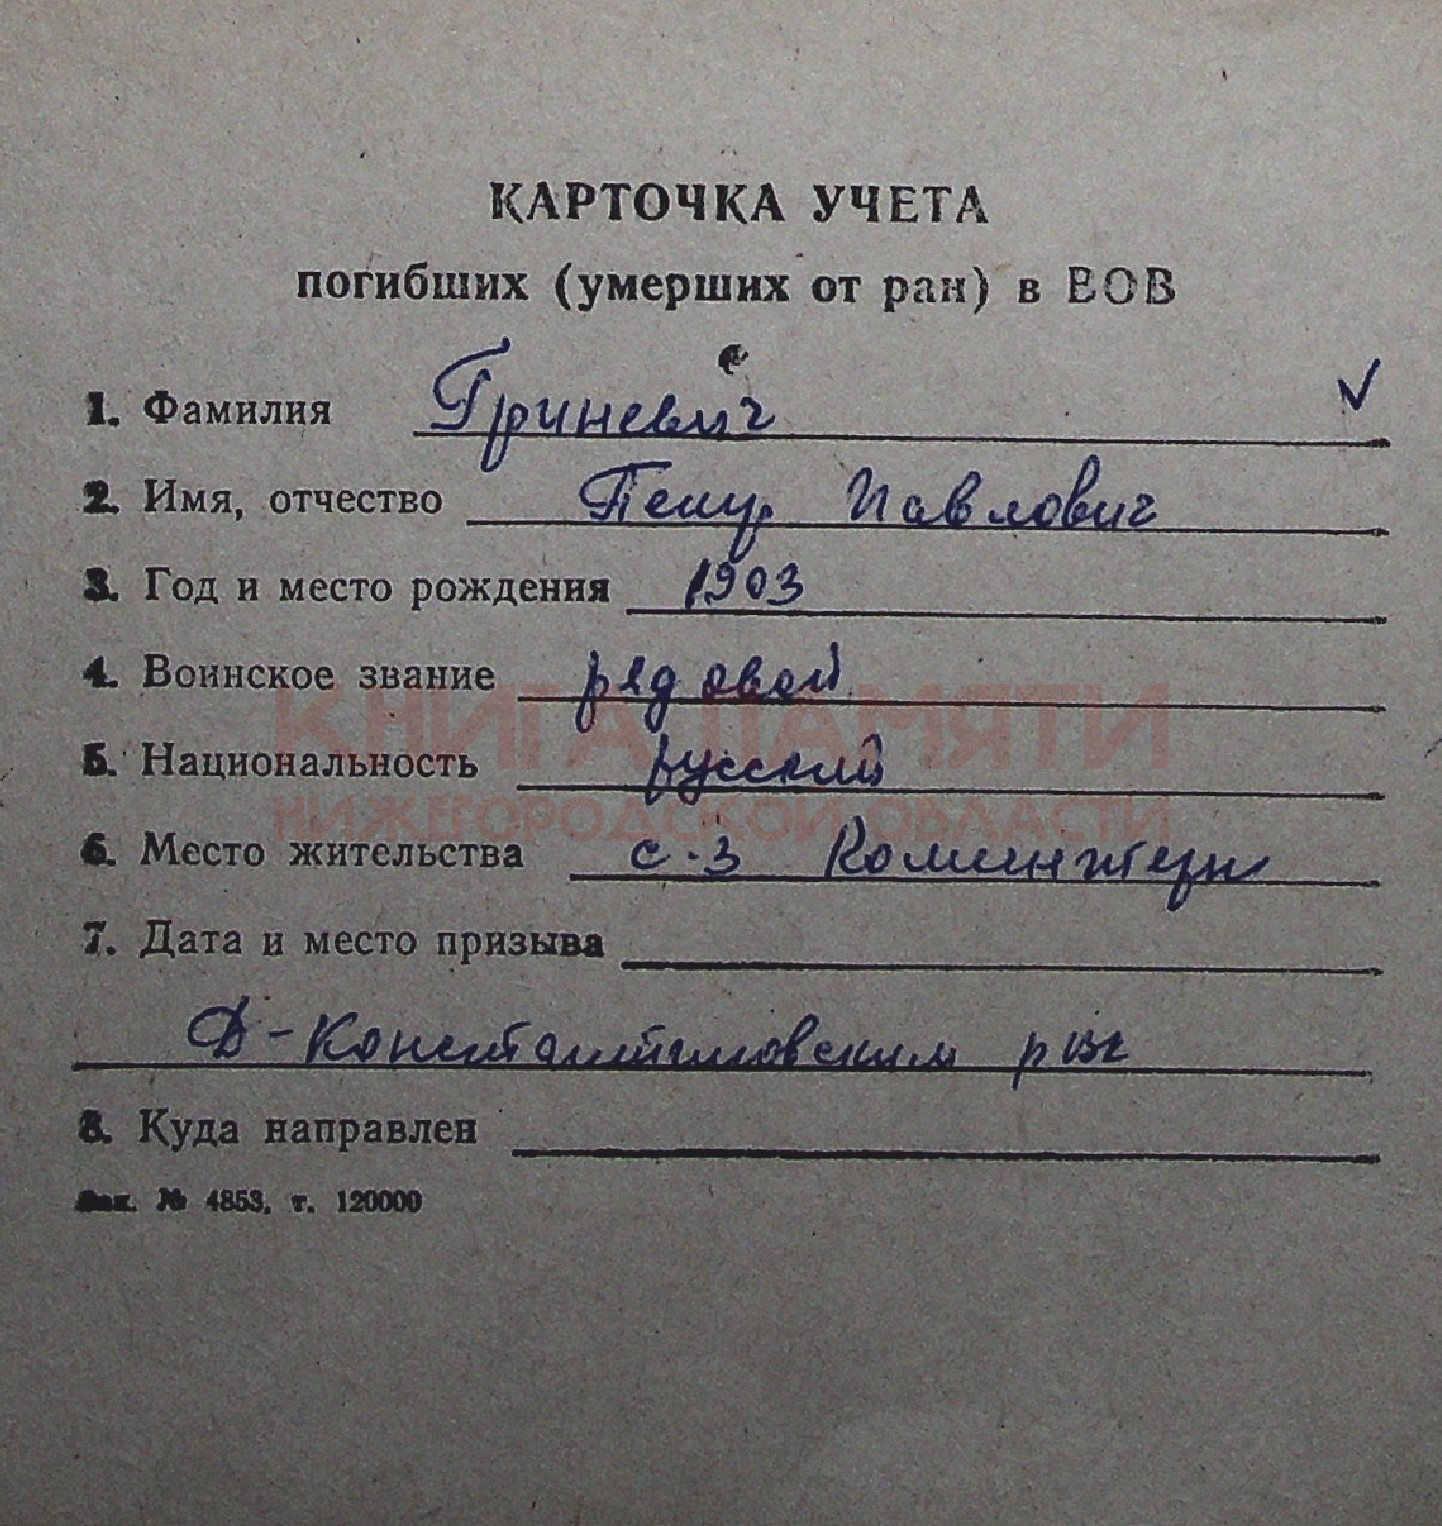 КАРТОЧКА УЧЕТА
погибших (умерших от ран) в ВОВ
1. Фамилия Гриневич
2. Имя, отчество Петр Павлович
3. Год и место рождения 1903
4. Воинское звание рядовой
КНИГА ПАМЯТИ
5. Национальность русский
НИЖЕГОРОДСКОЙ ОБЛАСТИ
6. Место жительства с-з Коминтерн
7. Дата и место призыва
Д-Константиновским рвк
8. Куда направлен
Зак. № 4853, т. 120000